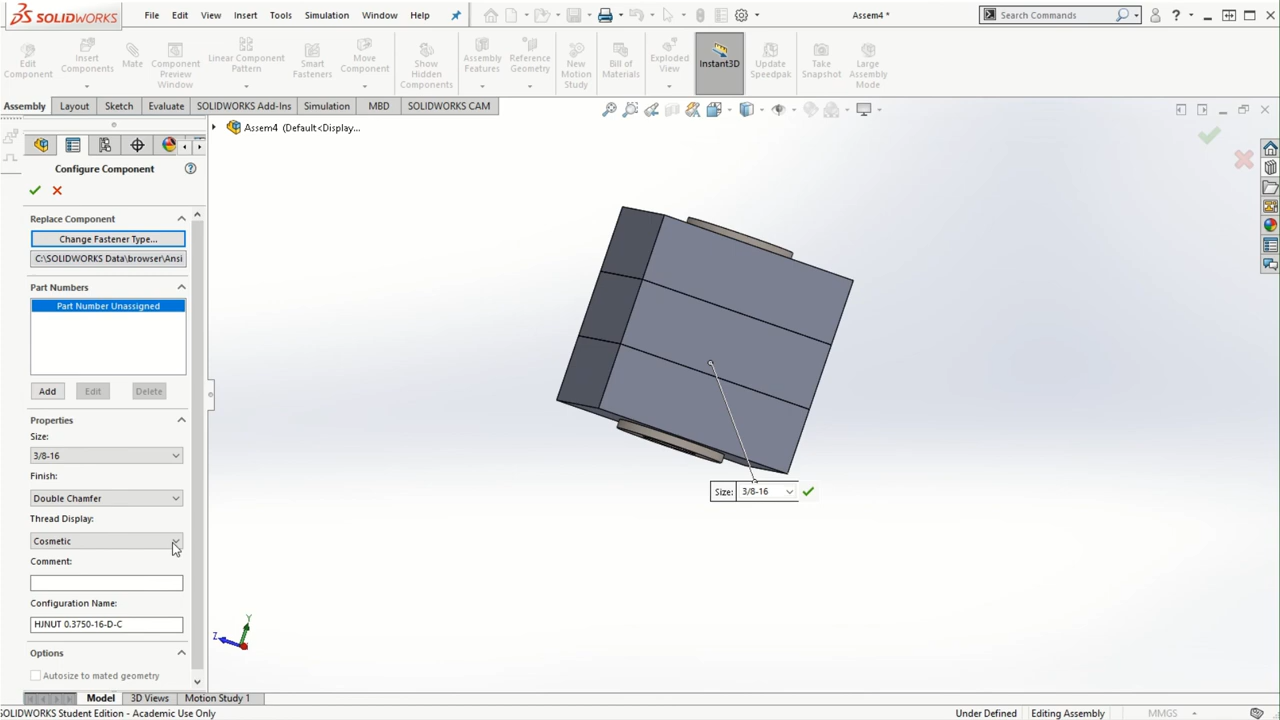 SOLIDWORKS File Edit View Insert Tools Simulation Window Help Assem4 * Search Commands
Edit Component
Insert Components
Mate
Component Preview Window
Linear Component Pattern
Smart Fasteners
Move Component
Show Hidden Components
Assembly Features
Reference Geometry
New Motion Study
Bill of Materials
Exploded View
Instant3D
Update Speedpak
Take Snapshot
Large Assembly Mode
Assembly Layout Sketch Evaluate SOLIDWORKS Add-Ins Simulation MBD SOLIDWORKS CAM
Assem4 (Default<Display...
Configure Component
Replace Component
Change Fastener Type...
C:\SOLIDWORKS Data\browser\Ansi
Part Numbers
Part Number Unassigned
Add Edit Delete
Properties
Size:
3/8-16
Finish:
Double Chamfer
Thread Display:
Cosmetic
Comment:
Configuration Name:
HJNUT 0.3750-16-D-C
Options
Autosize to mated geometry
Size: 3/8-16
Y
Z
Model 3D Views Motion Study 1
SOLIDWORKS Student Edition - Academic Use Only Under Defined Editing Assembly MMGS